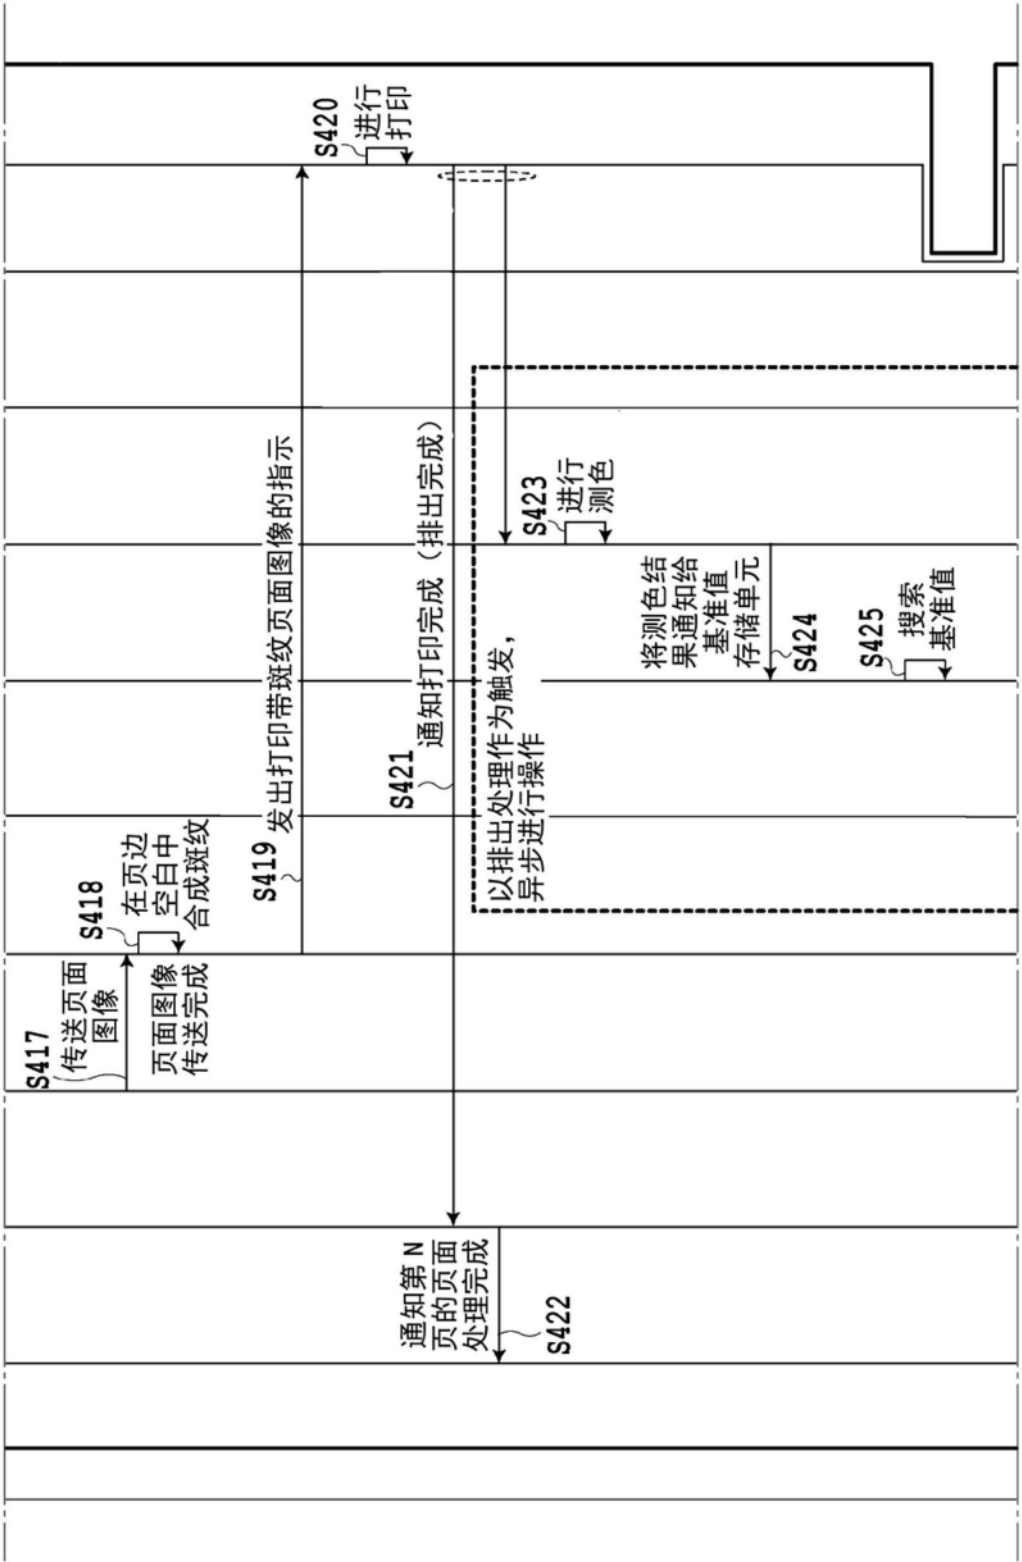 S417
传送页面
图像
页面图像
传送完成
S418
在页边
空白中
合成斑纹
S419
发出打印带斑纹页面图像的指示
S420
进行
打印
S421
通知打印完成（排出完成）
通知第N
页的页面
处理完成
S422
以排出处理作为触发，
异步进行操作
S423
进行
测色
将测色结
果通知给
基准值
存储单元
S424
S425
搜索
基准值